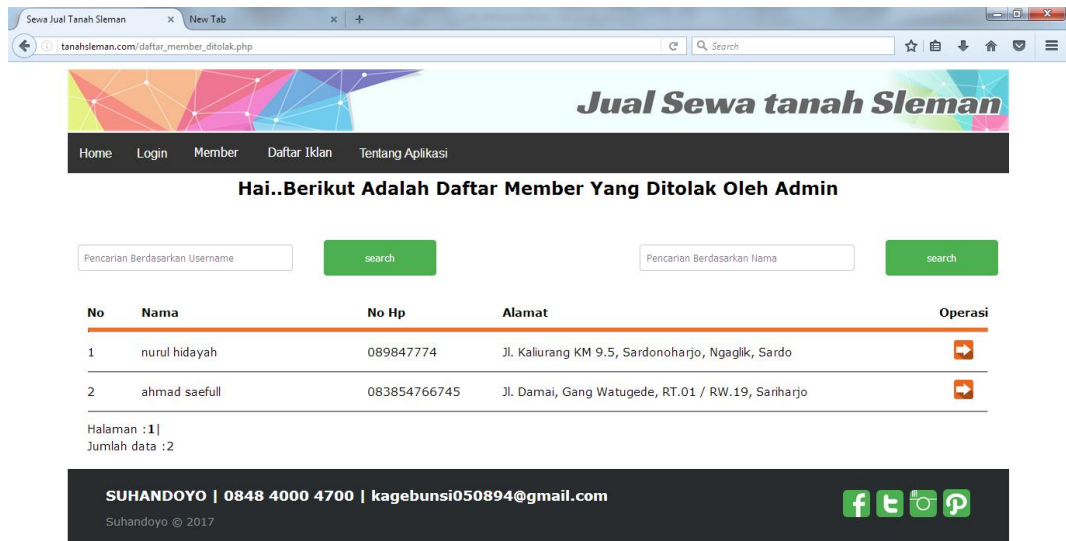 Sewa Jual Tanah Sleman × New Tab × +
tanahsleman.com/daftar_member_ditolak.php Search
Jual Sewa tanah Sleman
Home Login Member Daftar Iklan Tentang Aplikasi
Hai..Berikut Adalah Daftar Member Yang Ditolak Oleh Admin
Pencarian Berdasarkan Username search Pencarian Berdasarkan Nama search
No Nama No Hp Alamat Operasi
1 nurul hidayah 089847774 Jl. Kaliurang KM 9.5, Sardonoharjo, Ngaglik, Sardo
2 ahmad saefull 083854766745 Jl. Damai, Gang Watugede, RT.01 / RW.19, Sariharjo
Halaman :1|
Jumlah data :2
SUHANDOYO | 0848 4000 4700 | kagebunsi050894@gmail.com
Suhandoyo © 2017